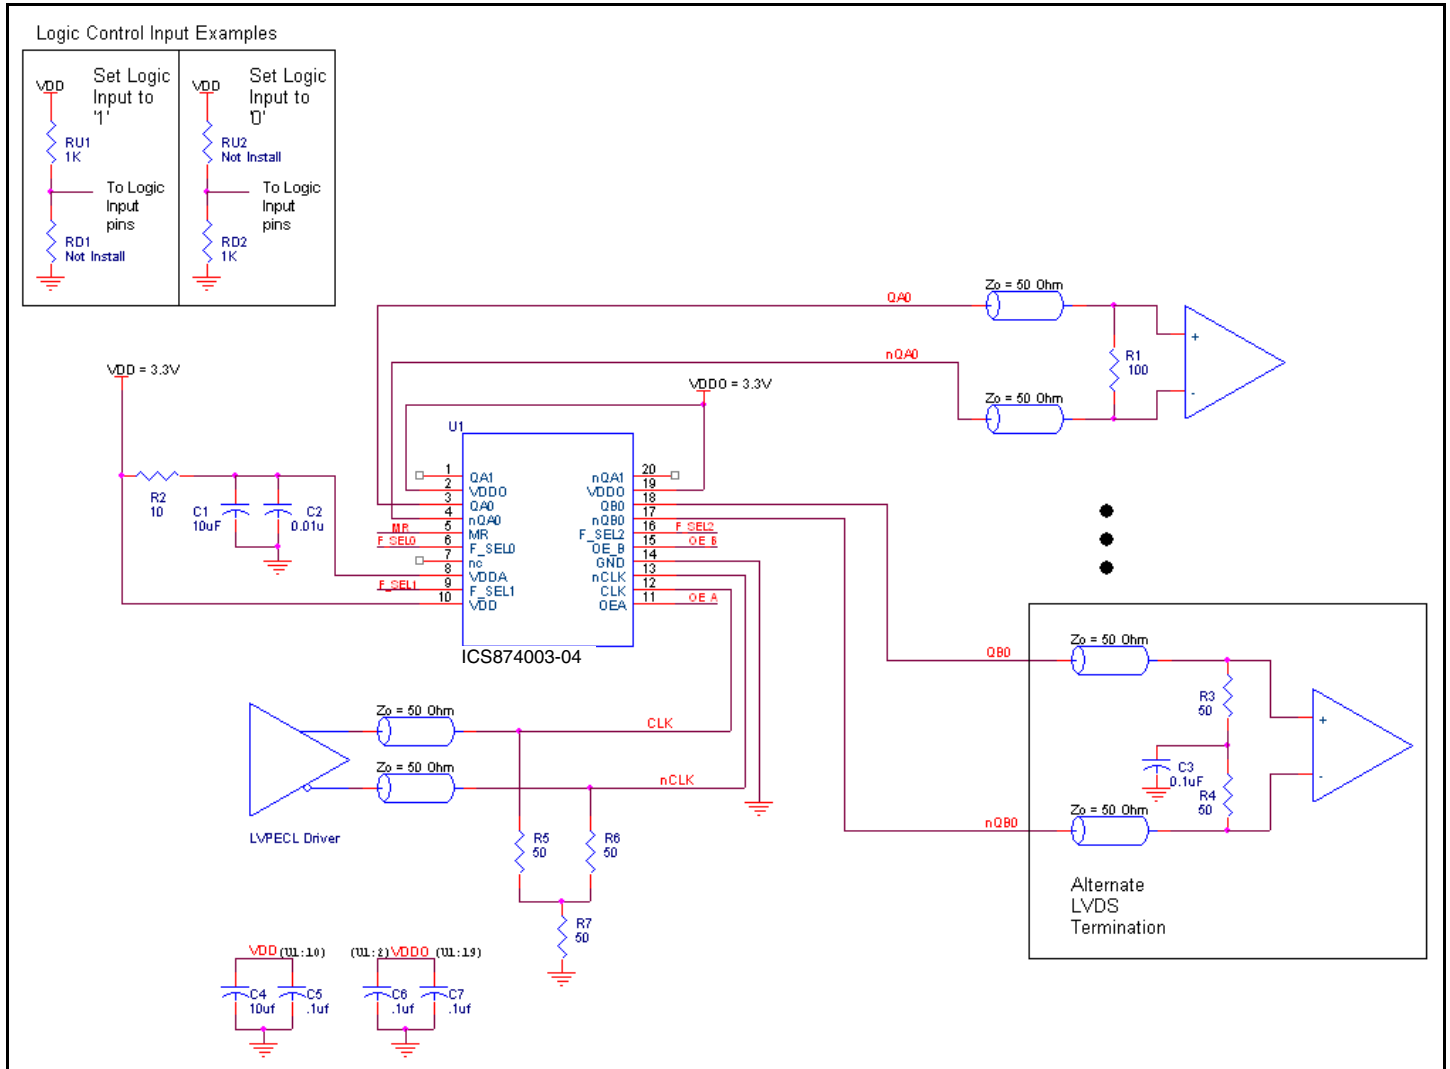 Logic Control Input Examples
VDD
Set Logic
Input to
'1'
RU1
1K
To Logic
Input
pins
RD1
Not Install
VDD
Set Logic
Input to
'0'
RU2
Not Install
To Logic
Input
pins
RD2
1K
VDD = 3.3V
R2
10
C1
10uF
C2
0.01u
VDDO = 3.3V
U1
1 QA1
2 VDDO
3 QA0
4 nQA0
MR 5 MR
F_SEL0 6 F_SEL0
7 nc
8 VDDA
F_SEL1 9 F_SEL1
10 VDD
nQA1 20
VDDO 19
QB0 18
nQB0 17
F_SEL2 16 F_SEL2
OE_B 15 OE_B
GND 14
nCLK 13
CLK 12
OEA 11 OE_A
ICS874003-04
QA0
Zo = 50 Ohm
nQA0
Zo = 50 Ohm
R1
100
+
-
QB0
Zo = 50 Ohm
R3
50
C3
0.1uF
R4
50
nQB0
Zo = 50 Ohm
+
-
Alternate
LVDS
Termination
Zo = 50 Ohm
CLK
Zo = 50 Ohm
nCLK
LVPECL Driver
R5
50
R6
50
R7
50
VDD (U1:10)
C4
10uf
C5
.1uf
(U1:2) VDDO (U1:19)
C6
.1uf
C7
.1uf